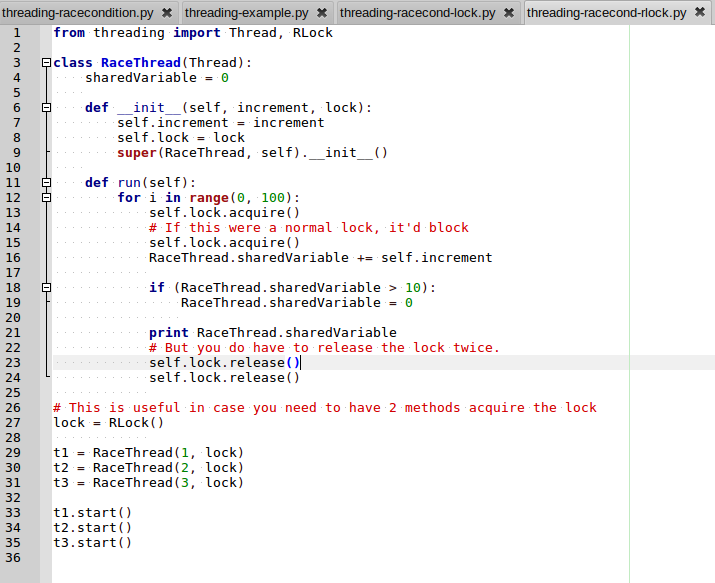 threading-racecondition.py ✖ threading-example.py ✖ threading-racecond-lock.py ✖ threading-racecond-rlock.py ✖
1 from threading import Thread, RLock
2
3 class RaceThread(Thread):
4     sharedVariable = 0
5
6     def __init__(self, increment, lock):
7         self.increment = increment
8         self.lock = lock
9         super(RaceThread, self).__init__()
10
11     def run(self):
12         for i in range(0, 100):
13             self.lock.acquire()
14             # If this were a normal lock, it'd block
15             self.lock.acquire()
16             RaceThread.sharedVariable += self.increment
17
18             if (RaceThread.sharedVariable > 10):
19                 RaceThread.sharedVariable = 0
20
21             print RaceThread.sharedVariable
22             # But you do have to release the lock twice.
23             self.lock.release()
24             self.lock.release()
25
26 # This is useful in case you need to have 2 methods acquire the lock
27 lock = RLock()
28
29 t1 = RaceThread(1, lock)
30 t2 = RaceThread(2, lock)
31 t3 = RaceThread(3, lock)
32
33 t1.start()
34 t2.start()
35 t3.start()
36